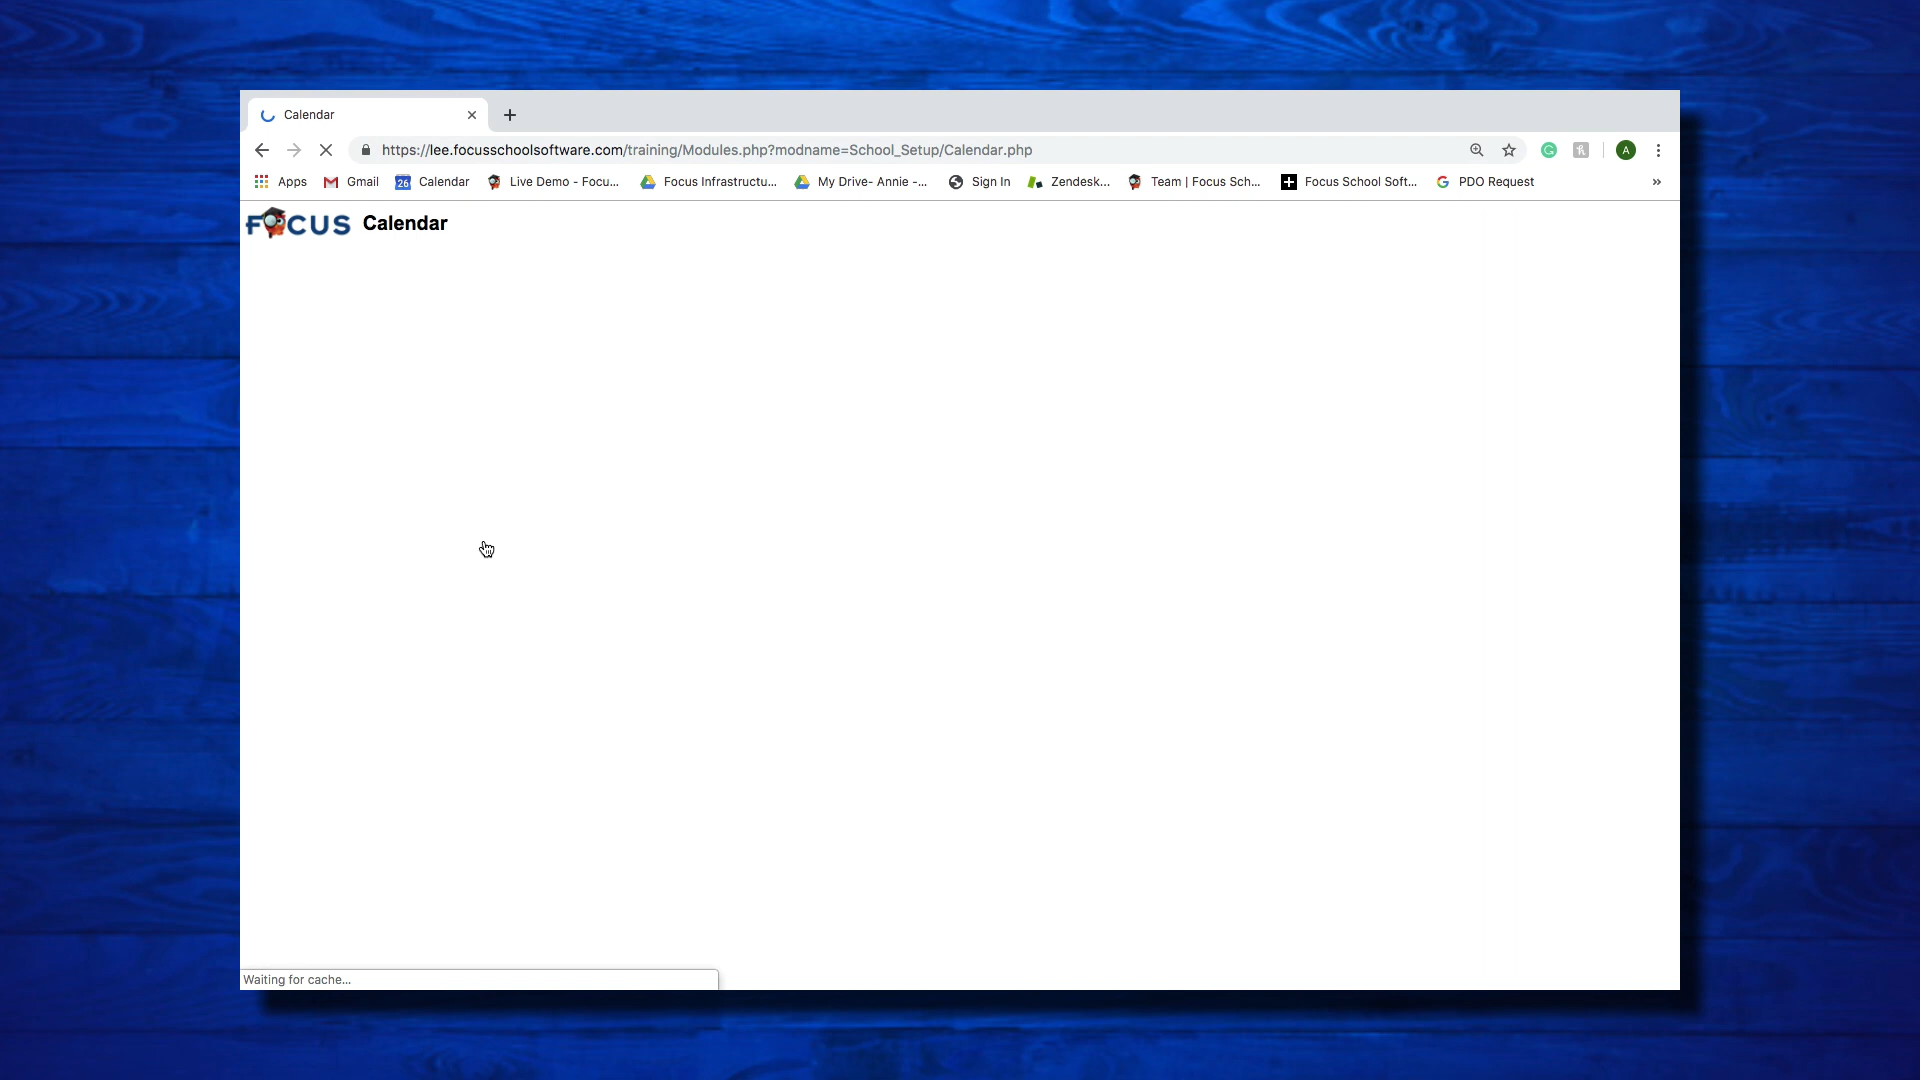 Calendar
https://lee.focusschoolsoftware.com/training/Modules.php?modname=School_Setup/Calendar.php
A
Apps Gmail 26 Calendar Live Demo - Focu... Focus Infrastructu... My Drive- Annie -... Sign In Zendesk... Team | Focus Sch... Focus School Soft... PDO Request »
FOCUS Calendar
Waiting for cache...